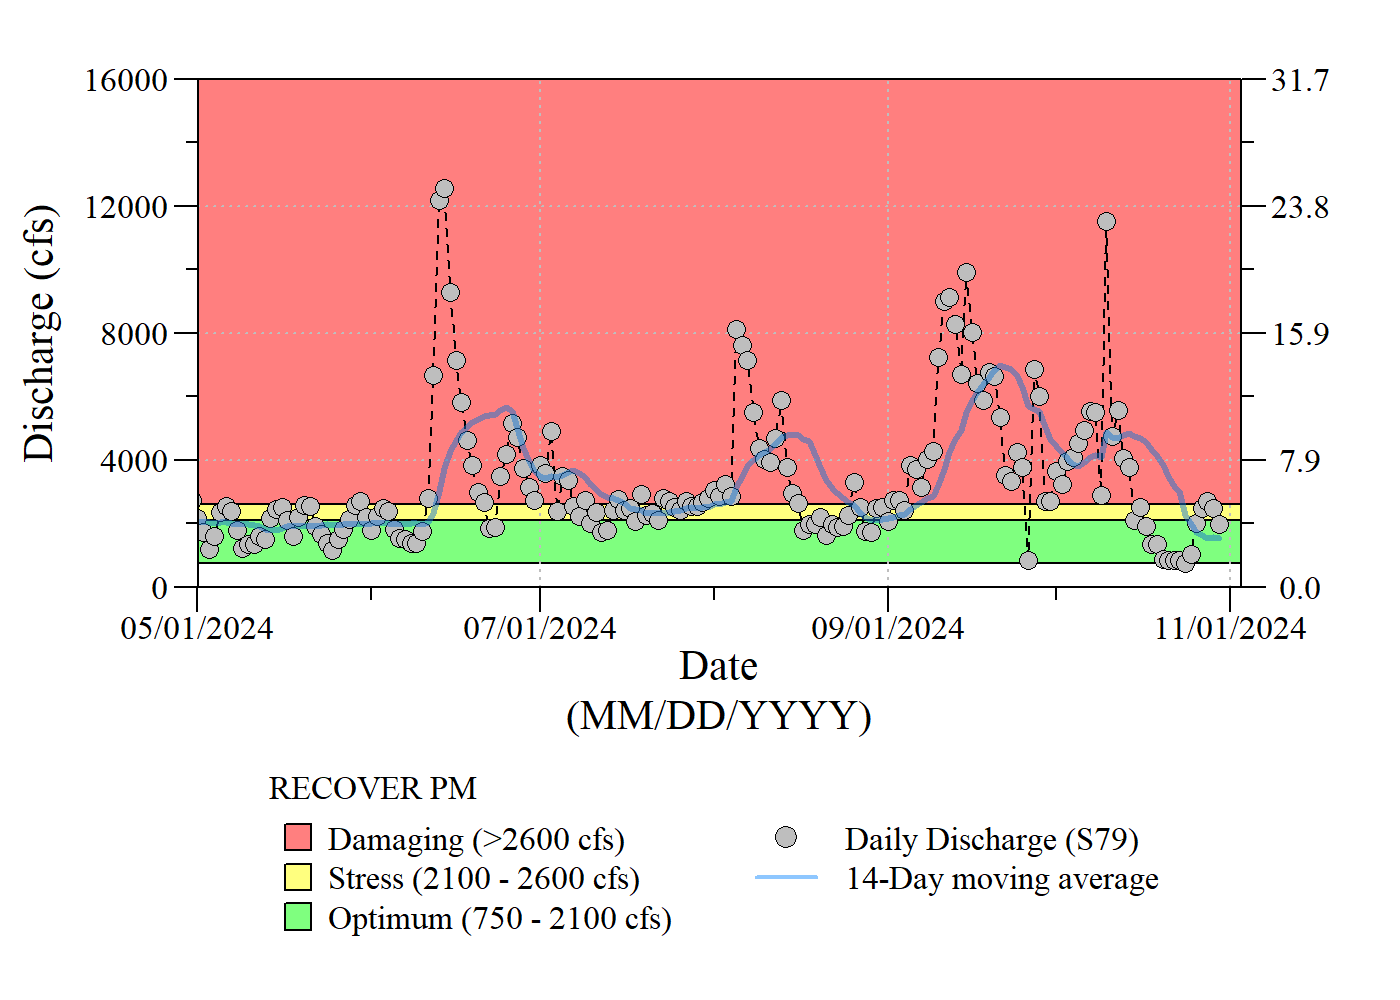 16000
12000
8000
4000
0
Discharge (cfs)
31.7
23.8
15.9
7.9
0.0
05/01/2024
07/01/2024
09/01/2024
11/01/2024
Date
(MM/DD/YYYY)
RECOVER PM
Damaging (>2600 cfs)
Stress (2100 - 2600 cfs)
Optimum (750 - 2100 cfs)
Daily Discharge (S79)
14-Day moving average